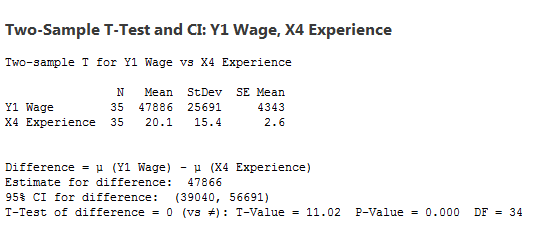 Two-Sample T-Test and CI: Y1 Wage, X4 Experience
Two-sample T for Y1 Wage vs X4 Experience
N Mean StDev SE Mean
Y1 Wage 35 47886 25691 4343
X4 Experience 35 20.1 15.4 2.6
Difference = μ (Y1 Wage) - μ (X4 Experience)
Estimate for difference: 47866
95% CI for difference: (39040, 56691)
T-Test of difference = 0 (vs ≠): T-Value = 11.02 P-Value = 0.000 DF = 34